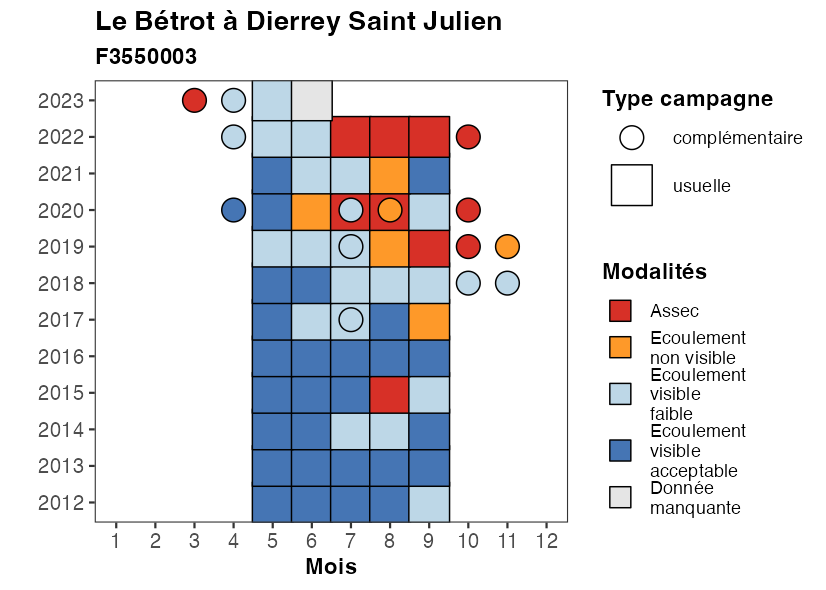 Le Bétrot à Dierrey Saint Julien
F3550003
2023
2022
2021
2020
2019
2018
2017
2016
2015
2014
2013
2012
1 2 3 4 5 6 7 8 9 10 11 12
Mois
Type campagne
complémentaire
usuelle
Modalités
Assec
Ecoulement
non visible
Ecoulement
visible
faible
Ecoulement
visible
acceptable
Donnée
manquante